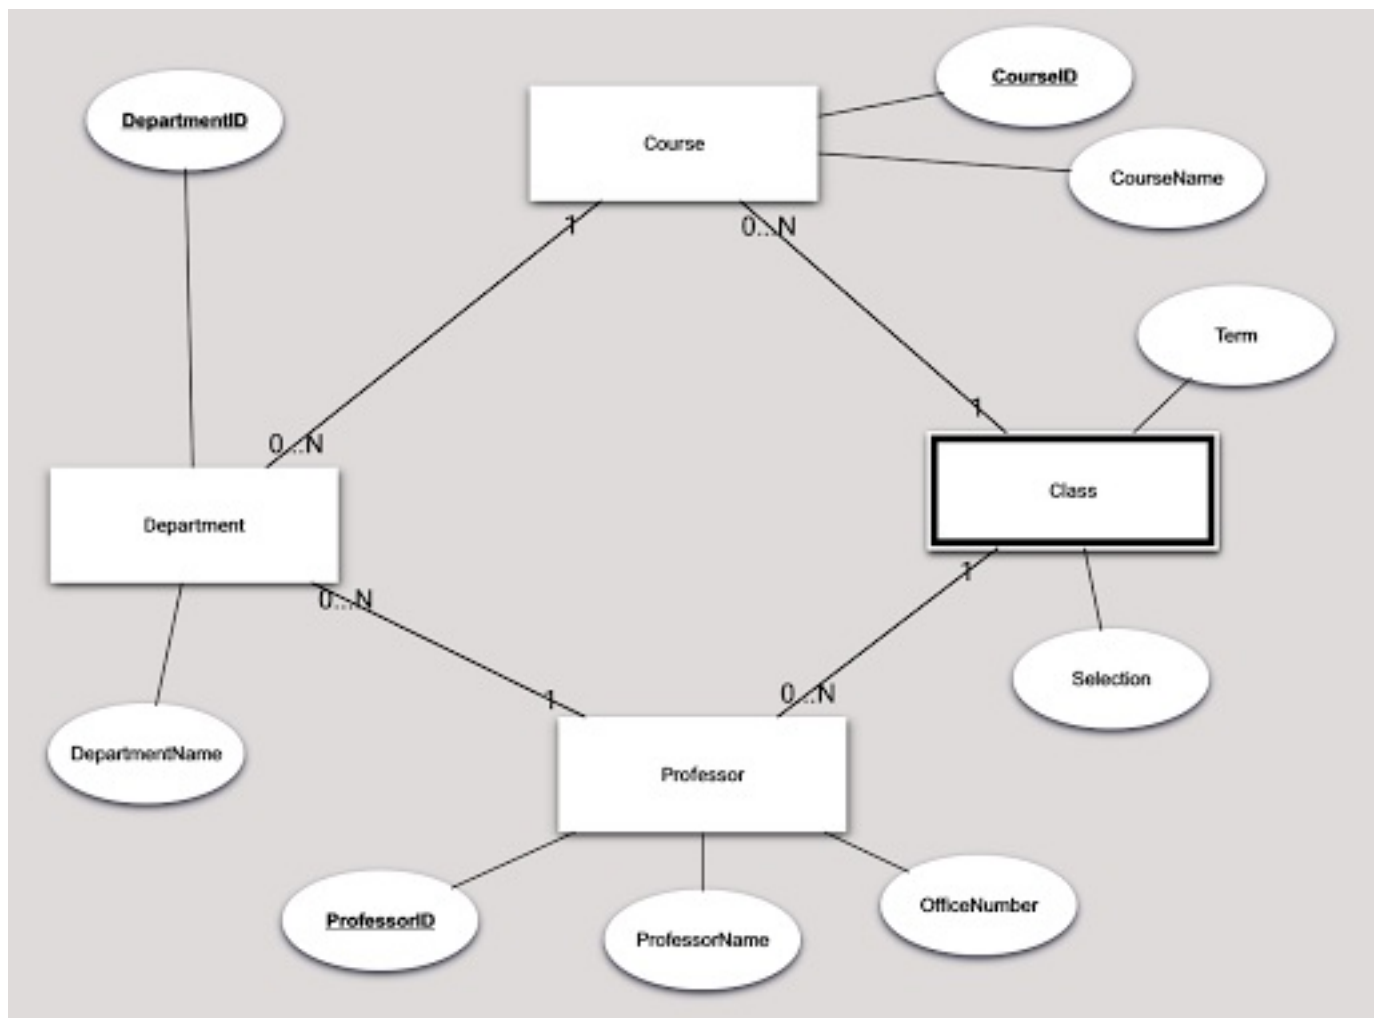 CourseID
DepartmentID
Course
CourseName
1
0...N
Term
1
0...N
Class
Department
0...N
1
Selection
0...N
1
DepartmentName
Professor
OfficeNumber
ProfessorID
ProfessorName